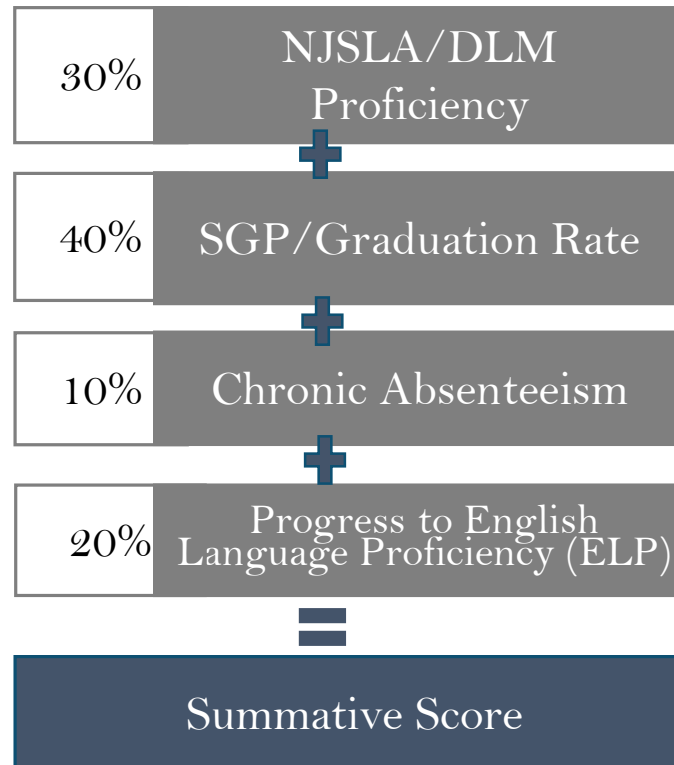 30%
NJSLA/DLM
Proficiency
40%
SGP/Graduation Rate
10%
Chronic Absenteeism
20%
Progress to English
Language Proficiency (ELP)
Summative Score